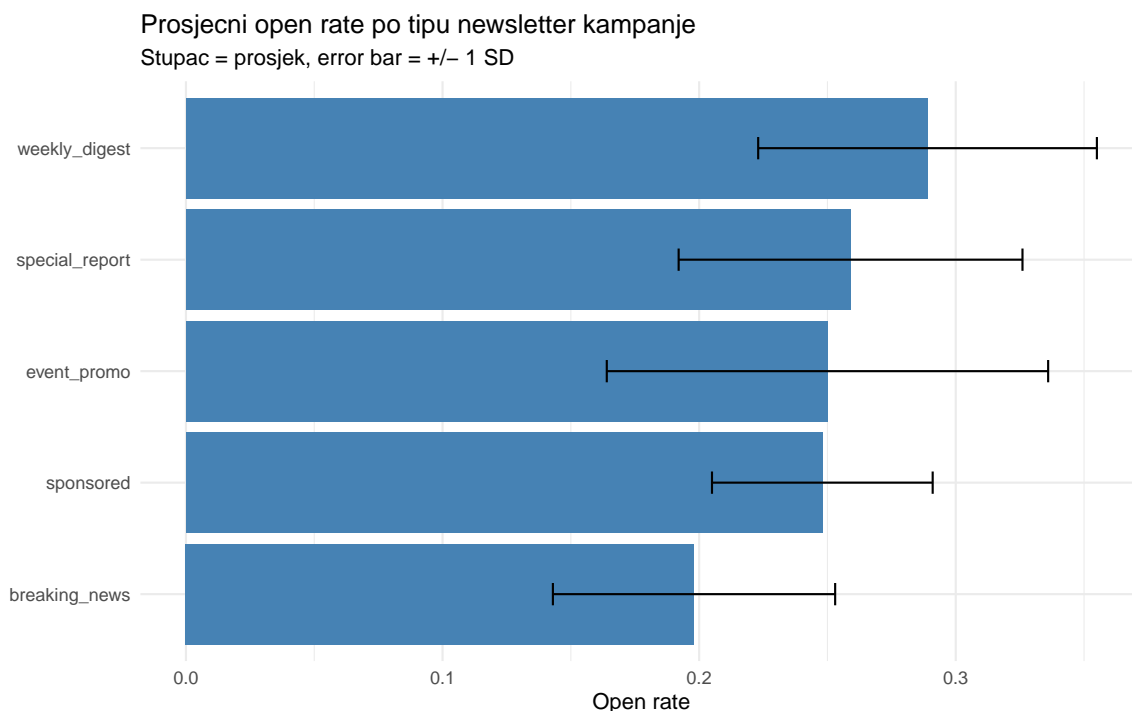 Prosjecni open rate po tipu newsletter kampanje
Stupac = prosjek, error bar = +/− 1 SD
weekly_digest
special_report
event_promo
sponsored
breaking_news
0.0 0.1 0.2 0.3
Open rate